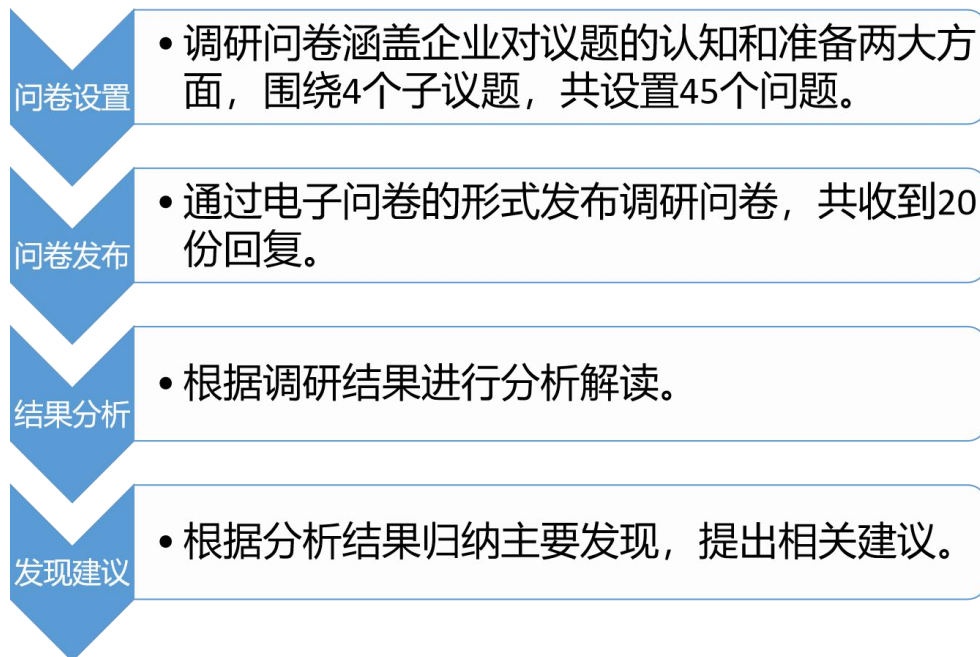 问卷设置
• 调研问卷涵盖企业对议题的认知和准备两大方
面，围绕4个子议题，共设置45个问题。
问卷发布
• 通过电子问卷的形式发布调研问卷，共收到20
份回复。
结果分析
• 根据调研结果进行分析解读。
发现建议
• 根据分析结果归纳主要发现，提出相关建议。